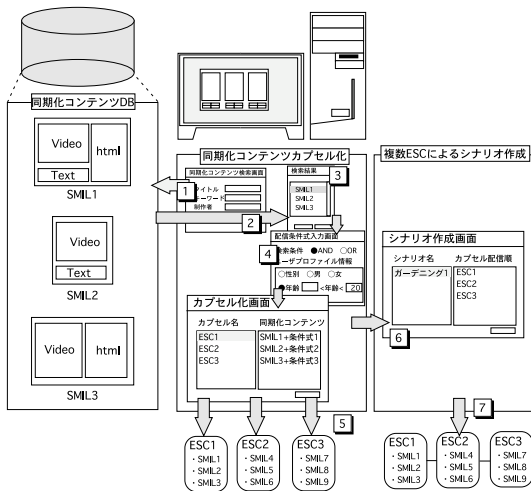 同期化コンテンツDB
Video
html
Text
SMIL1
Video
Text
SMIL2
Video
html
SMIL3
同期化コンテンツカプセル化
同期化コンテンツ検索画面
タイトル
キーワード
制作者
1
2
検索結果
SMIL1
SMIL2
SMIL3
3
配信条件式入力画面
4
検索条件 ●AND ○OR
ユーザプロファイル情報
○性別 ○男 ○女
●年齢 <年齢< 20
カプセル化画面
カプセル名 同期化コンテンツ
ESC1 SMIL1+条件式1
ESC2 SMIL2+条件式2
ESC3 SMIL3+条件式3
5
ESC1
・SMIL1
・SMIL2
・SMIL3
ESC2
・SMIL4
・SMIL5
・SMIL6
ESC3
・SMIL7
・SMIL8
・SMIL9
複数ESCによるシナリオ作成
シナリオ作成画面
シナリオ名 カプセル配信順
ガーデニング1 ESC1
ESC2
ESC3
6
7
ESC1
・SMIL1
・SMIL2
・SMIL3
ESC2
・SMIL4
・SMIL5
・SMIL6
ESC3
・SMIL7
・SMIL8
・SMIL9